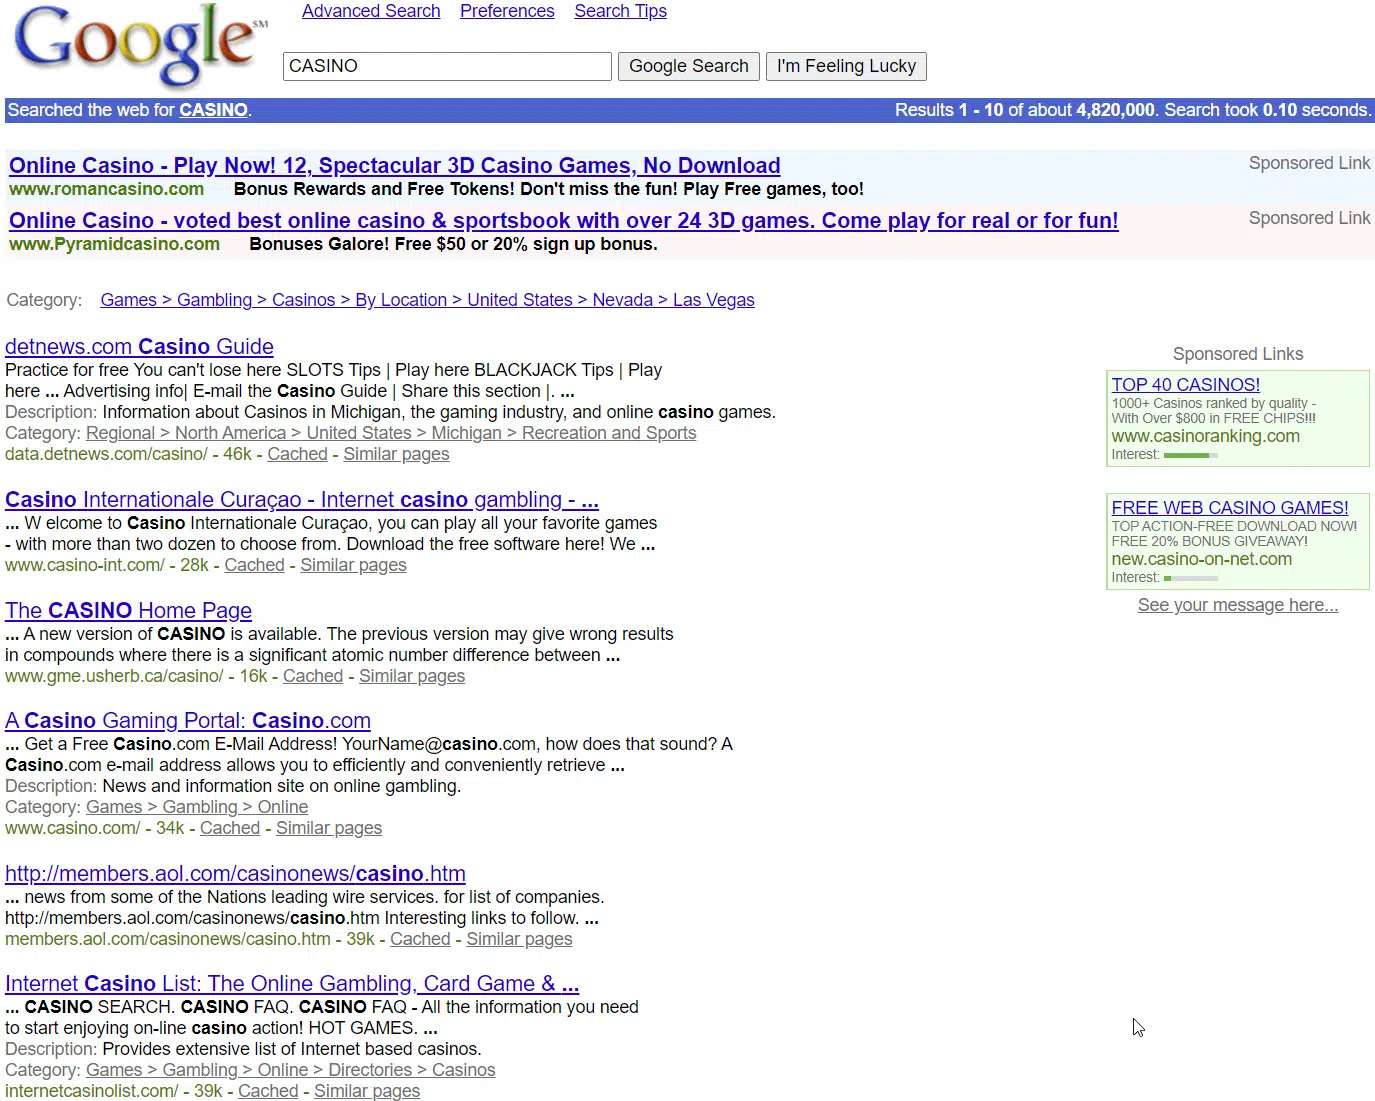 Google SM
Advanced Search Preferences Search Tips
CASINO Google Search I'm Feeling Lucky
Searched the web for CASINO. Results 1 - 10 of about 4,820,000. Search took 0.10 seconds.
Online Casino - Play Now! 12, Spectacular 3D Casino Games, No Download Sponsored Link
www.romancasino.com Bonus Rewards and Free Tokens! Don't miss the fun! Play Free games, too!
Online Casino - voted best online casino & sportsbook with over 24 3D games. Come play for real or for fun! Sponsored Link
www.Pyramidcasino.com Bonuses Galore! Free $50 or 20% sign up bonus.
Category: Games > Gambling > Casinos > By Location > United States > Nevada > Las Vegas
detnews.com Casino Guide
Practice for free You can't lose here SLOTS Tips | Play here BLACKJACK Tips | Play
here ... Advertising info| E-mail the Casino Guide | Share this section |. ...
Description: Information about Casinos in Michigan, the gaming industry, and online casino games.
Category: Regional > North America > United States > Michigan > Recreation and Sports
data.detnews.com/casino/ - 46k - Cached - Similar pages
Casino Internationale Curaçao - Internet casino gambling - ...
... W elcome to Casino Internationale Curaçao, you can play all your favorite games
- with more than two dozen to choose from. Download the free software here! We ...
www.casino-int.com/ - 28k - Cached - Similar pages
The CASINO Home Page
... A new version of CASINO is available. The previous version may give wrong results
in compounds where there is a significant atomic number difference between ...
www.gme.usherb.ca/casino/ - 16k - Cached - Similar pages
A Casino Gaming Portal: Casino.com
... Get a Free Casino.com E-Mail Address! YourName@casino.com, how does that sound? A
Casino.com e-mail address allows you to efficiently and conveniently retrieve ...
Description: News and information site on online gambling.
Category: Games > Gambling > Online
www.casino.com/ - 34k - Cached - Similar pages
http://members.aol.com/casinonews/casino.htm
... news from some of the Nations leading wire services. for list of companies.
http://members.aol.com/casinonews/casino.htm Interesting links to follow. ...
members.aol.com/casinonews/casino.htm - 39k - Cached - Similar pages
Internet Casino List: The Online Gambling, Card Game & ...
... CASINO SEARCH. CASINO FAQ. CASINO FAQ - All the information you need
to start enjoying on-line casino action! HOT GAMES. ...
Description: Provides extensive list of Internet based casinos.
Category: Games > Gambling > Online > Directories > Casinos
internetcasinolist.com/ - 39k - Cached - Similar pages
Sponsored Links
TOP 40 CASINOS!
1000+ Casinos ranked by quality -
With Over $800 in FREE CHIPS!!!
www.casinoranking.com
Interest:
FREE WEB CASINO GAMES!
TOP ACTION-FREE DOWNLOAD NOW!
FREE 20% BONUS GIVEAWAY!
new.casino-on-net.com
Interest:
See your message here...